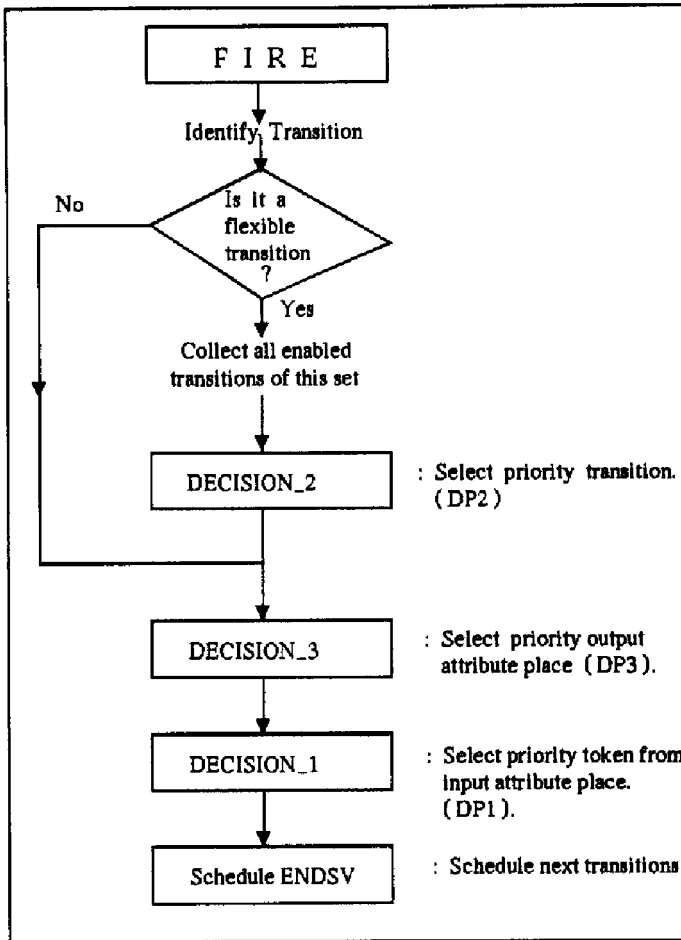 F I R E
Identify Transition
No
Is it a
flexible
transition
?
Yes
Collect all enabled
transitions of this set
DECISION_2
: Select priority transition.
(DP2)
DECISION_3
: Select priority output
attribute place (DP3).
DECISION_1
: Select priority token from
input attribute place.
(DP1).
Schedule ENDSV
: Schedule next transitions